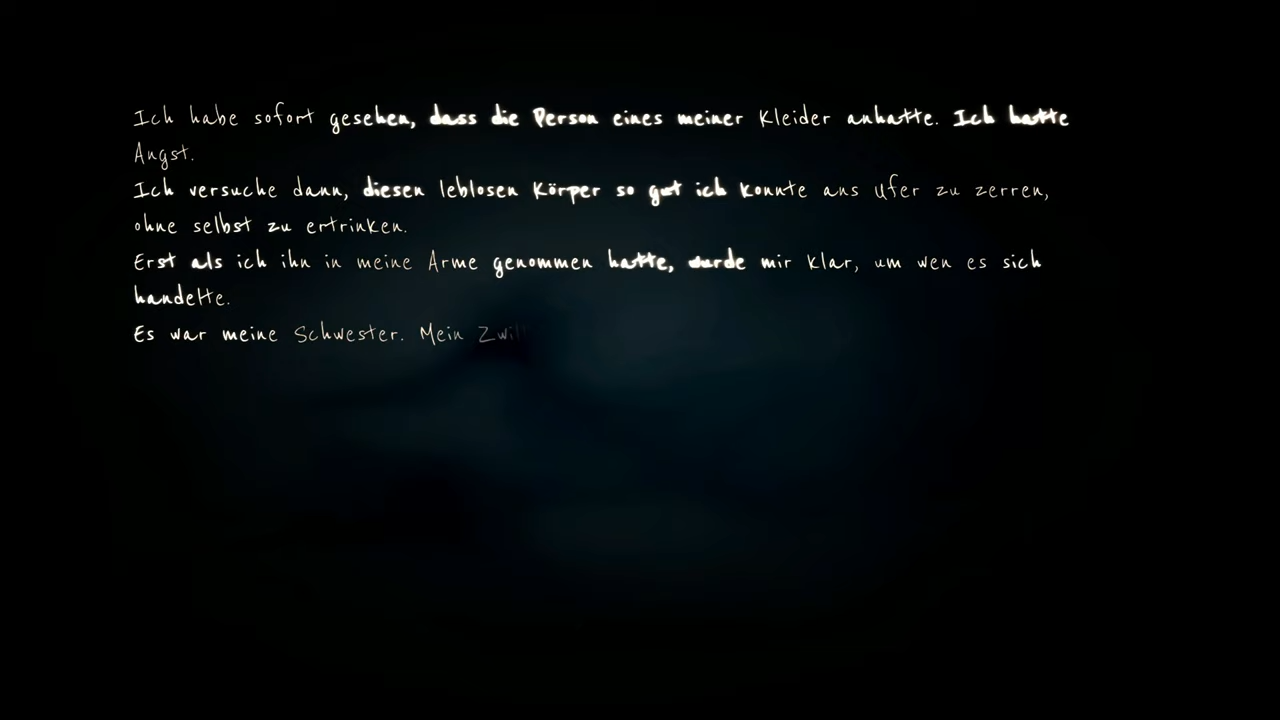 Ich habe sofort gesehen, dass die Person eines meiner Kleider anhatte. Ich hatte
Angst.
Ich versuche dann, diesen leblosen Körper so gut ich konnte ans Ufer zu zerren,
ohne selbst zu ertrinken.
Erst als ich ihn in meine Arme genommen hatte, wurde mir klar, um wen es sich
handelte.
Es war meine Schwester. Mein